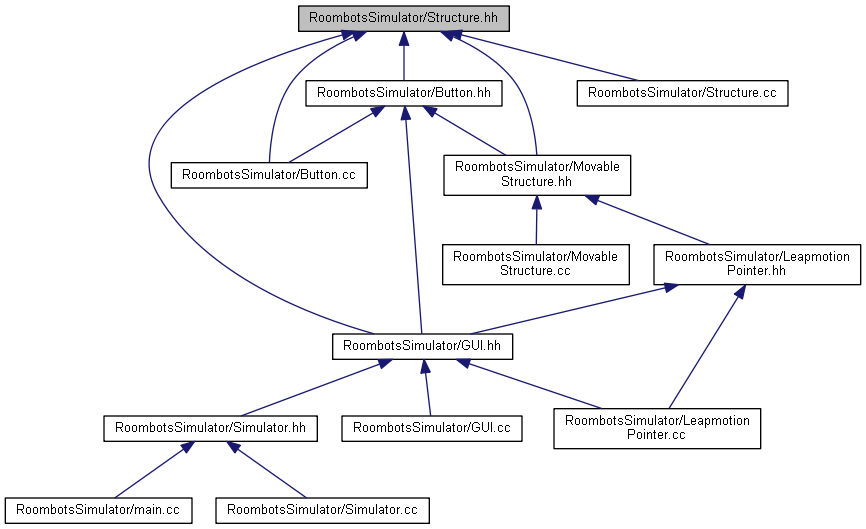 RoombotsSimulator/Structure.hh
RoombotsSimulator/Button.hh
RoombotsSimulator/Structure.cc
RoombotsSimulator/Button.cc
RoombotsSimulator/Movable
Structure.hh
RoombotsSimulator/Movable
Structure.cc
RoombotsSimulator/Leapmotion
Pointer.hh
RoombotsSimulator/GUI.hh
RoombotsSimulator/Simulator.hh
RoombotsSimulator/GUI.cc
RoombotsSimulator/Leapmotion
Pointer.cc
RoombotsSimulator/main.cc
RoombotsSimulator/Simulator.cc